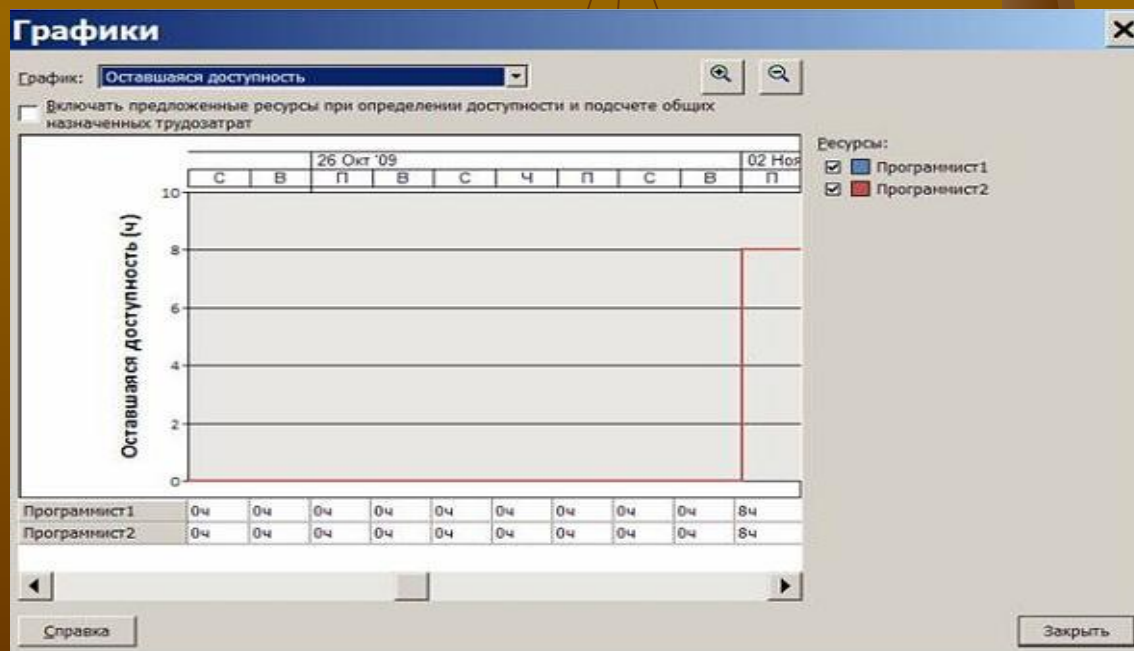 Графики
График: Оставшаяся доступность
Включать предложенные ресурсы при определении доступности и подсчете общих
назначенных трудозатрат
Ресурсы:
Программист1
Программист2
26 Окт '09 02 Ноя
С В П В С Ч П С В П
Оставшаяся доступность (ч)
10
8
6
4
2
0
Программист1 0ч 0ч 0ч 0ч 0ч 0ч 0ч 0ч 0ч 8ч
Программист2 0ч 0ч 0ч 0ч 0ч 0ч 0ч 0ч 0ч 8ч
Справка
Закрыть